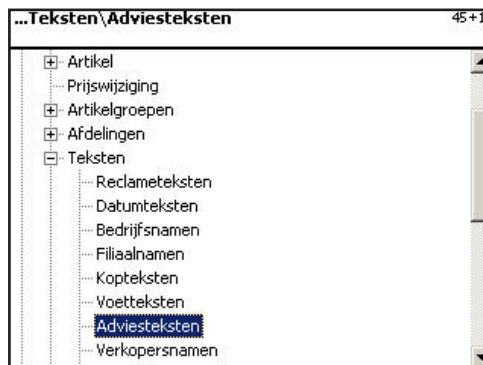 ...Teksten\Adviesteksten 45+1
Artikel
Prijswijziging
Artikelgroepen
Afdelingen
Teksten
Reclameteksten
Datumteksten
Bedrijfsnamen
Filiaalnamen
Kopteksten
Voetteksten
Adviesteksten
Verkopersnamen